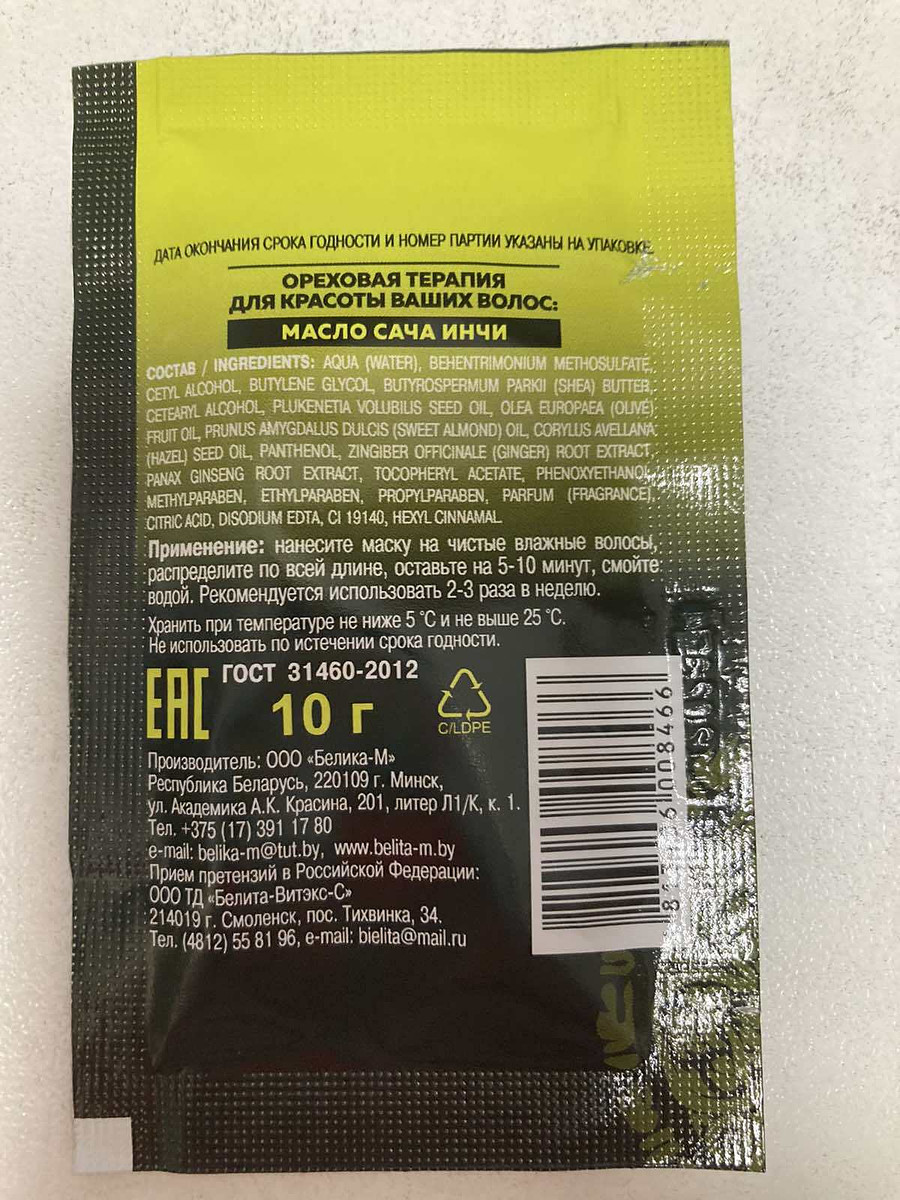 ДАТА ОКОНЧАНИЯ СРОКА ГОДНОСТИ И НОМЕР ПАРТИИ УКАЗАНЫ НА УПАКОВКЕ.
ОРЕХОВАЯ ТЕРАПИЯ
ДЛЯ КРАСОТЫ ВАШИХ ВОЛОС:
МАСЛО САЧА ИНЧИ
СОСТАВ / INGREDIENTS: AQUA (WATER), BEHENTRIMONIUM METHOSULFATE,
CETYL ALCOHOL, BUTYLENE GLYCOL, BUTYROSPERMUM PARKII (SHEA) BUTTER,
CETEARYL ALCOHOL, PLUKENETIA VOLUBILIS SEED OIL, OLEA EUROPAEA (OLIVE)
FRUIT OIL, PRUNUS AMYGDALUS DULCIS (SWEET ALMOND) OIL, CORYLUS AVELLANA
(HAZEL) SEED OIL, PANTHENOL, ZINGIBER OFFICINALE (GINGER) ROOT EXTRACT,
PANAX GINSENG ROOT EXTRACT, TOCOPHERYL ACETATE, PHENOXYETHANOL,
METHYLPARABEN, ETHYLPARABEN, PROPYLPARABEN, PARFUM (FRAGRANCE),
CITRIC ACID, DISODIUM EDTA, CI 19140, HEXYL CINNAMAL.
Применение: нанесите маску на чистые влажные волосы,
распределите по всей длине, оставьте на 5-10 минут, смойте
водой. Рекомендуется использовать 2-3 раза в неделю.
Хранить при температуре не ниже 5 °C и не выше 25 °C.
Не использовать по истечении срока годности.
EAC ГОСТ 31460-2012
10 г
C/LDPE
Производитель: ООО «Белика-М»
Республика Беларусь, 220109 г. Минск,
ул. Академика А.К. Красина, 201, литер Л1/К, к. 1.
Тел. +375 (17) 391 17 80
e-mail: belika-m@tut.by, www.belita-m.by
Прием претензий в Российской Федерации:
ООО ТД «Белита-Витэкс-С»
214019 г. Смоленск, пос. Тихвинка, 34.
Тел. (4812) 55 81 96, e-mail: bielita@mail.ru